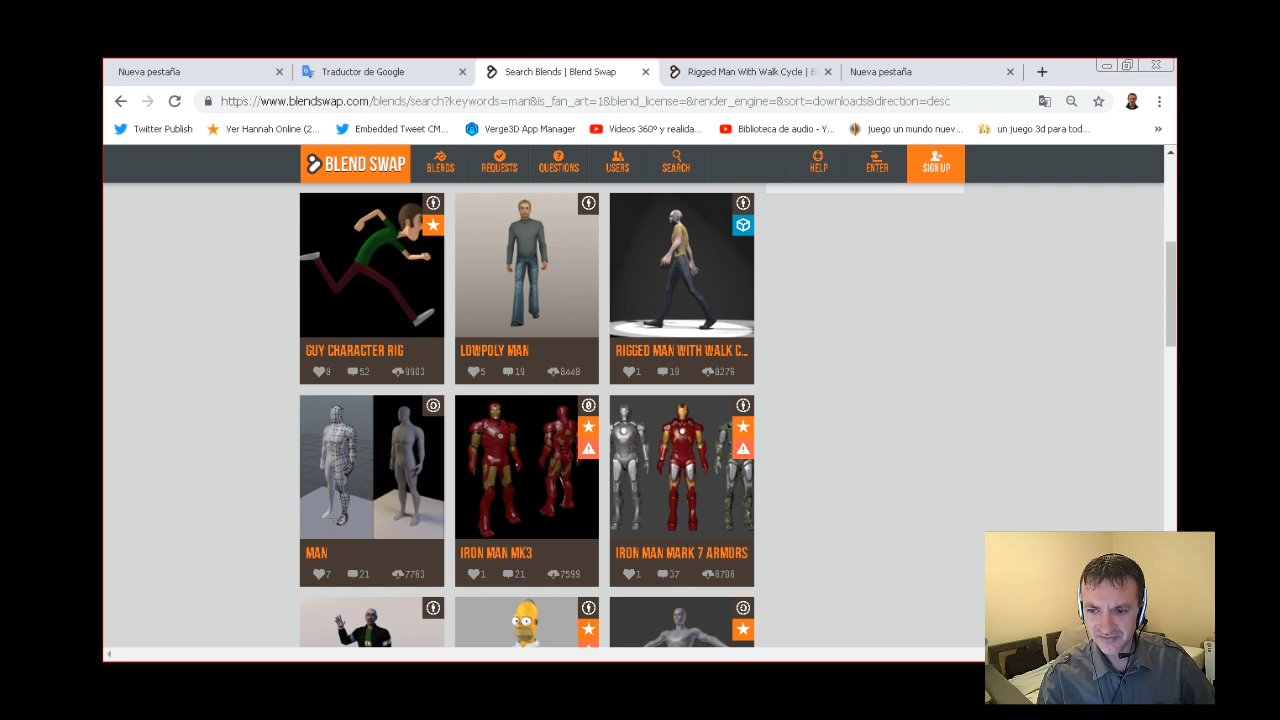 Nueva pestaña
Traductor de Google
Search Blends | Blend Swap
Rigged Man With Walk Cycle | B
Nueva pestaña
https://www.blendswap.com/blends/search?keywords=man&is_fan_art=1&blend_license=&render_engine=&sort=downloads&direction=desc
Twitter Publish
Ver Hannah Online (2...
Embedded Tweet CM...
Verge3D App Manager
Vídeos 360º y realida...
Biblioteca de audio - Y...
juego un mundo nuev...
un juego 3d para tod...
BLEND SWAP
BLENDS
REQUESTS
QUESTIONS
USERS
SEARCH
HELP
ENTER
SIGN UP
GUY CHARACTER RIG
8 52 9903
LOWPOLY MAN
5 19 8448
RIGGED MAN WITH WALK C...
1 19 8276
MAN
7 21 7763
IRON MAN MK3
1 21 7599
IRON MAN MARK 7 ARMORS
1 37 6706